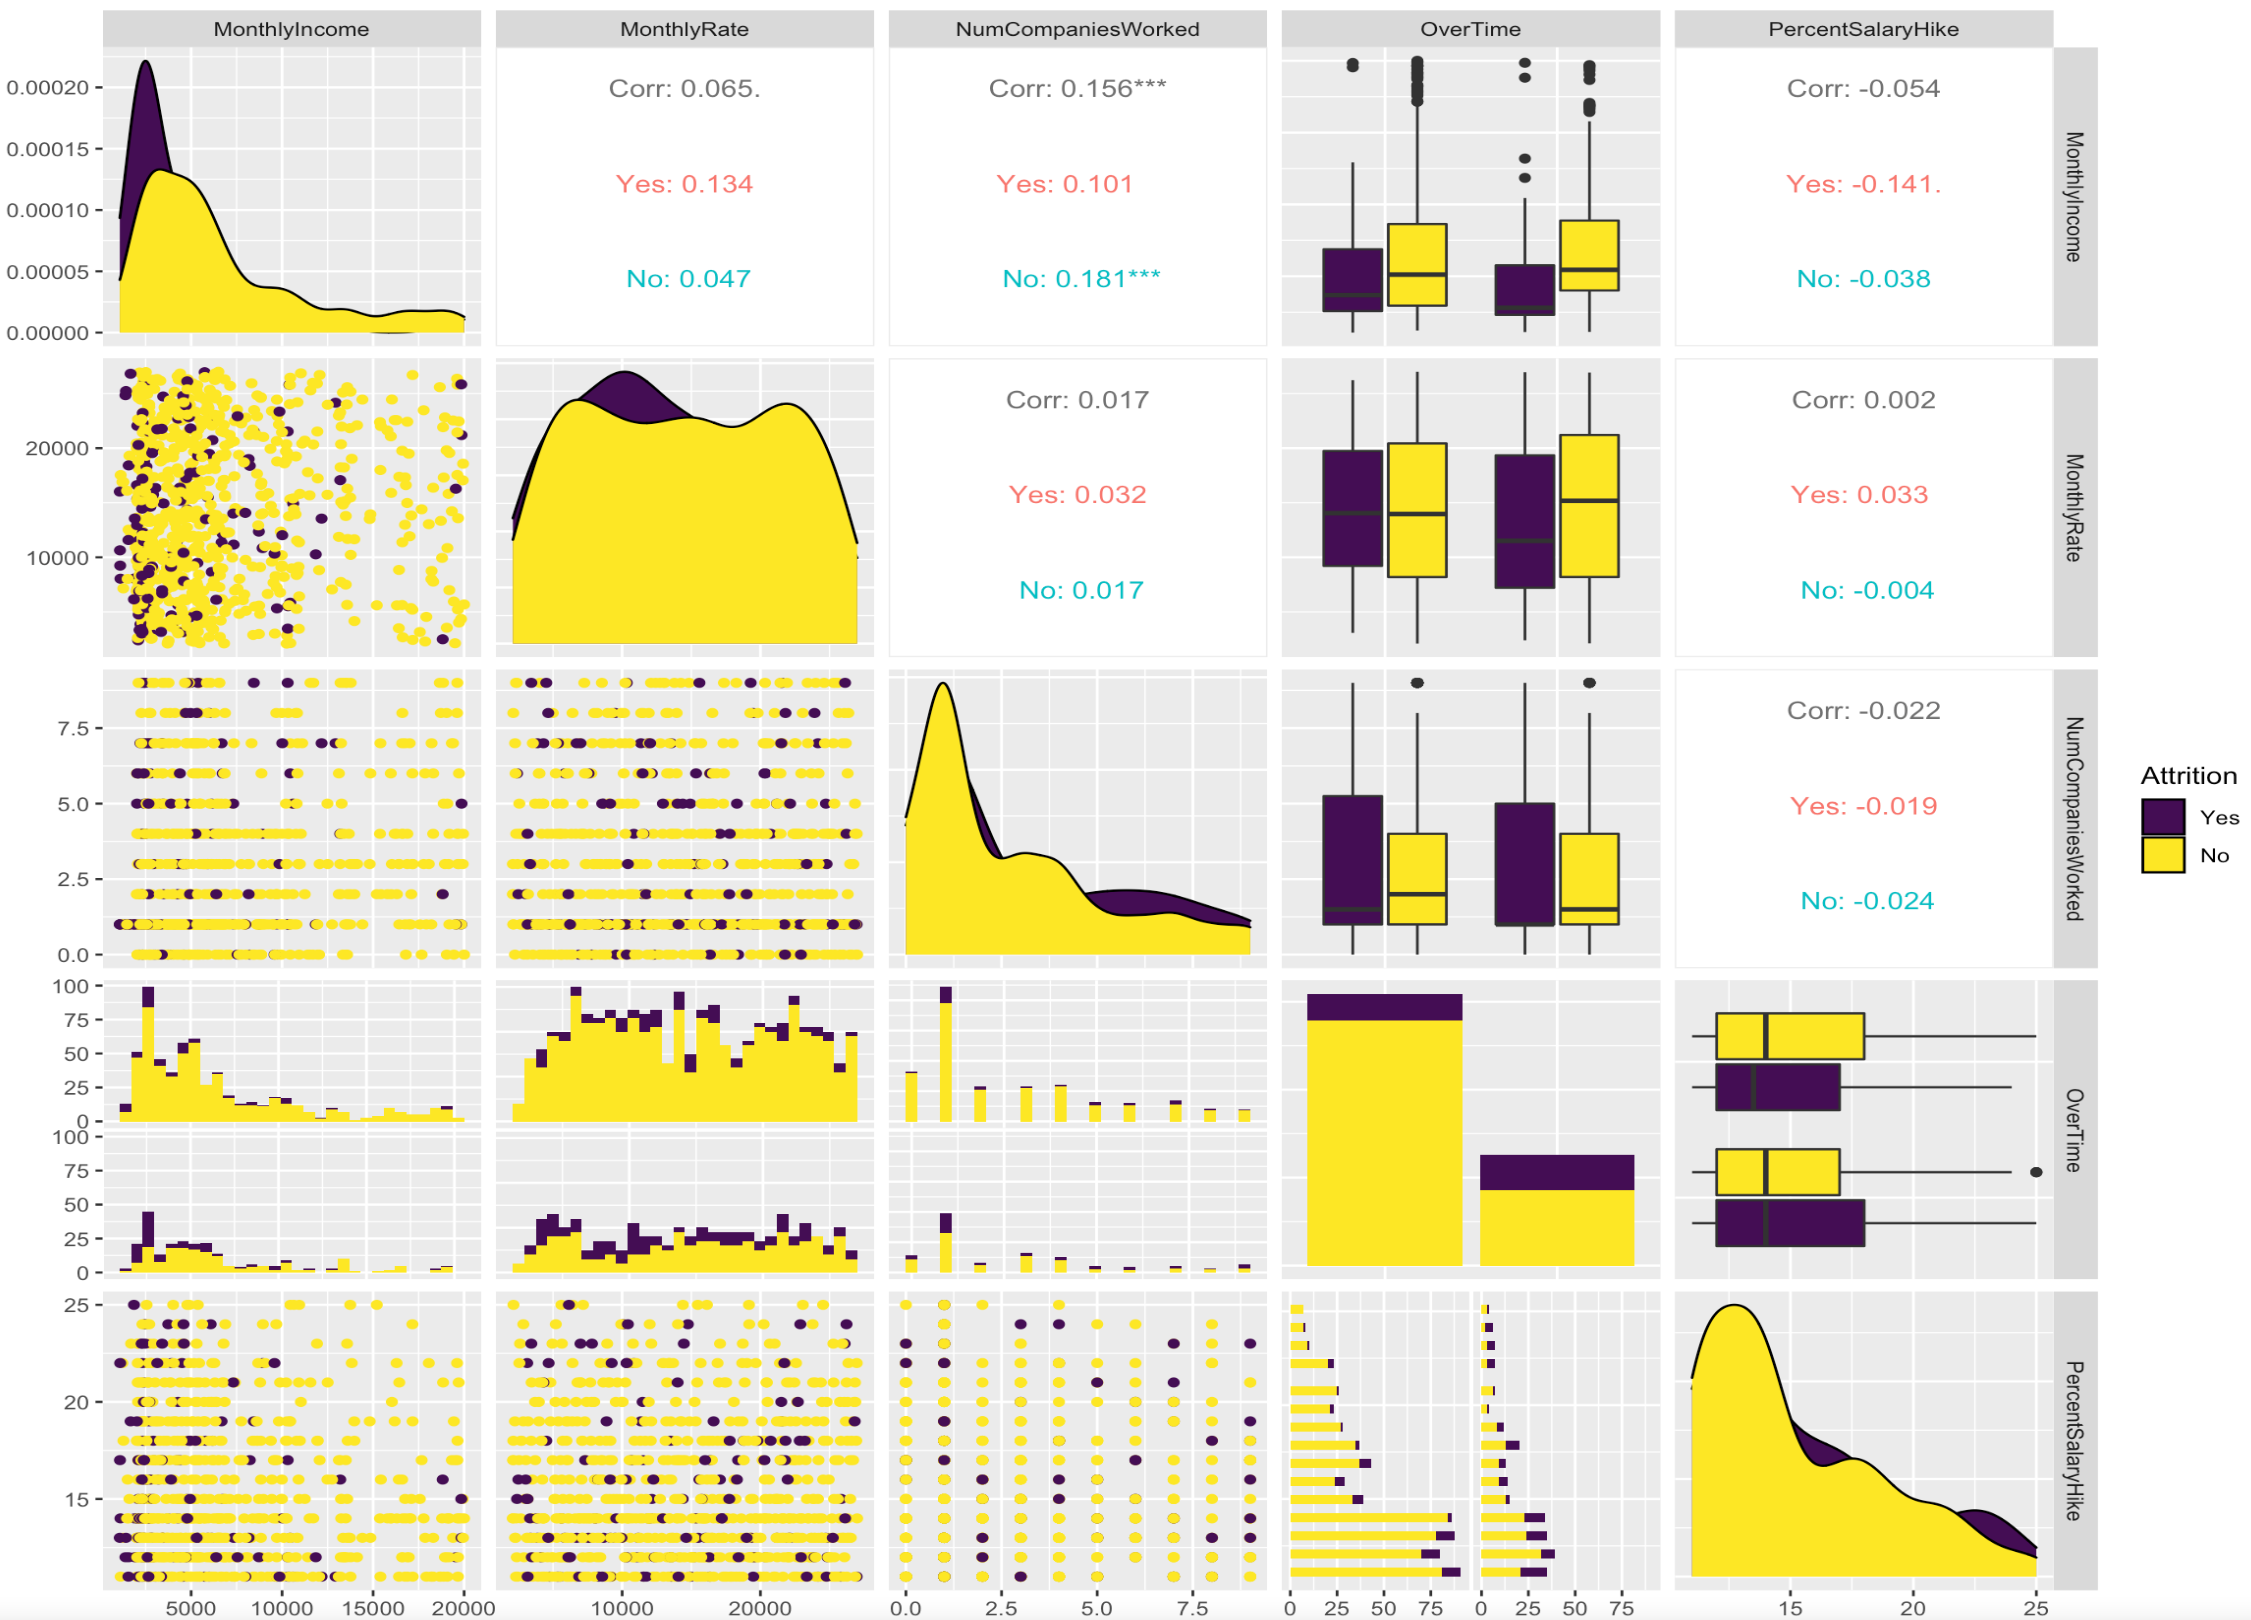 MonthlyIncome MonthlyRate NumCompaniesWorked OverTime PercentSalaryHike
0.00020
0.00015
0.00010
0.00005
0.00000
Corr: 0.065.
Yes: 0.134
No: 0.047
Corr: 0.156***
Yes: 0.101
No: 0.181***
Corr: -0.054
Yes: -0.141.
No: -0.038
MonthlyIncome
20000
10000
Corr: 0.017
Yes: 0.032
No: 0.017
Corr: 0.002
Yes: 0.033
No: -0.004
MonthlyRate
7.5
5.0
2.5
0.0
Corr: -0.022
Yes: -0.019
No: -0.024
NumCompaniesWorked
100
75
50
25
0
100
75
50
25
0
OverTime
25
20
15
PercentSalaryHike
5000 10000 15000 20000
10000 20000
0.0 2.5 5.0 7.5
0 25 50 75 0 25 50 75
15 20 25
Attrition
Yes
No